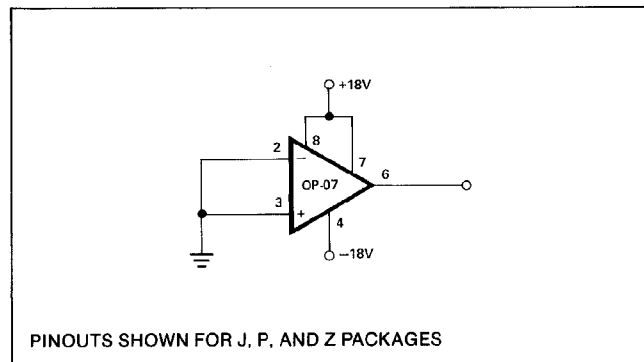 +18V
8
2
−
7
OP-07
6
3
+
4
−18V
PINOUTS SHOWN FOR J, P, AND Z PACKAGES